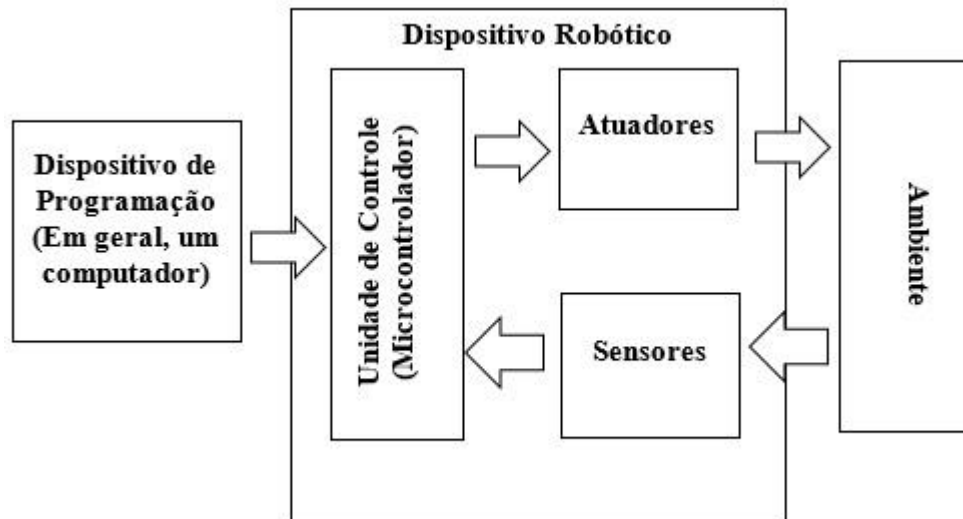 Dispositivo Robótico
Dispositivo de
Programação
(Em geral, um
computador)
Unidade de Controle
(Microcontrolador)
Atuadores
Sensores
Ambiente